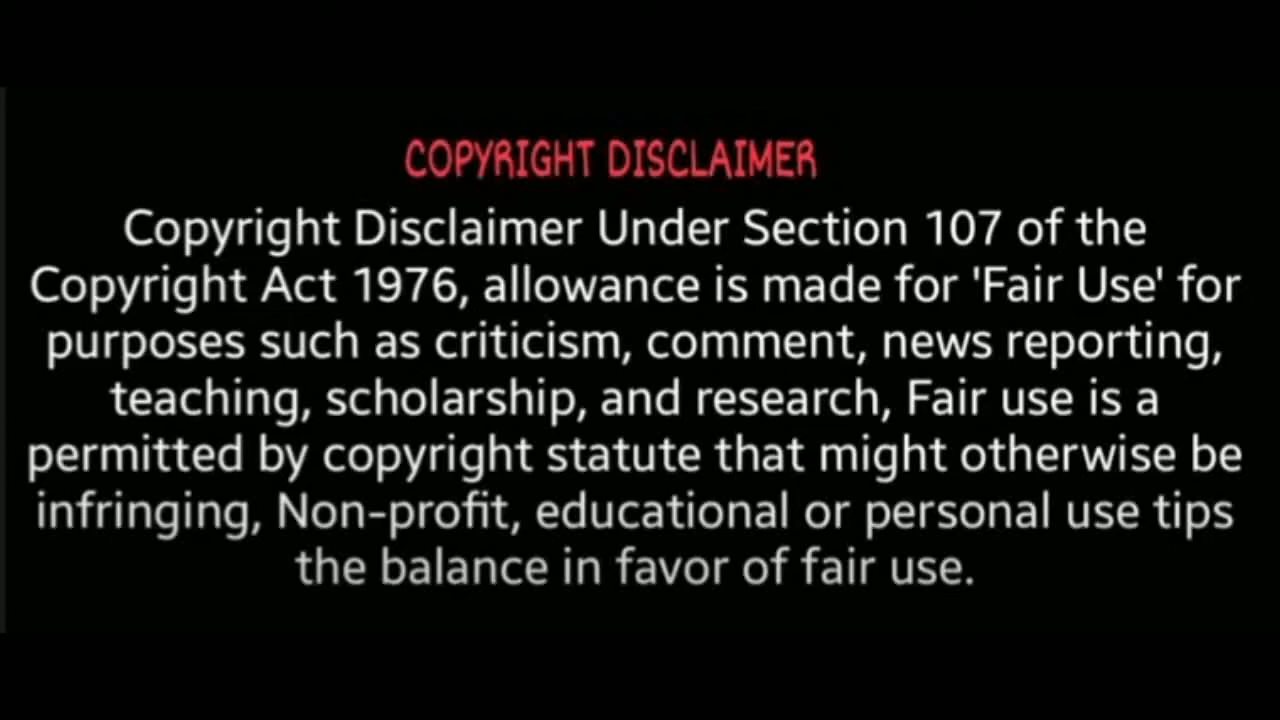 COPYRIGHT DISCLAIMER
Copyright Disclaimer Under Section 107 of the
Copyright Act 1976, allowance is made for 'Fair Use' for
purposes such as criticism, comment, news reporting,
teaching, scholarship, and research, Fair use is a
permitted by copyright statute that might otherwise be
infringing, Non-profit, educational or personal use tips
the balance in favor of fair use.